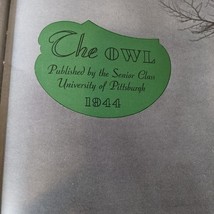 The OWL
Published by the Senior Class
University of Pittsburgh
1944